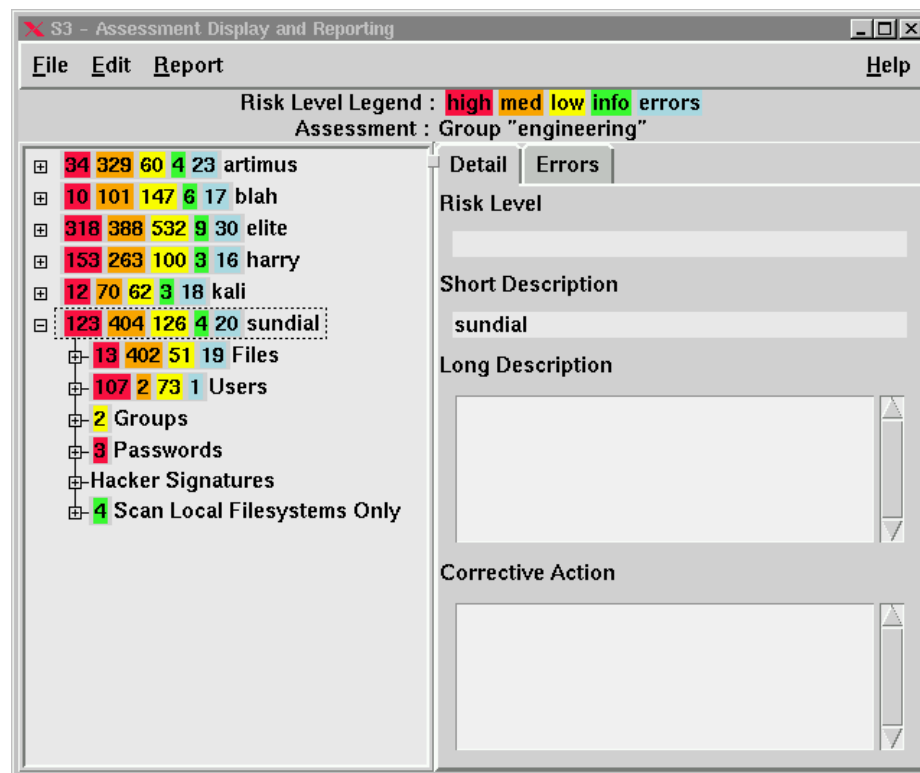 S3 - Assessment Display and Reporting
File Edit Report Help
Risk Level Legend : high med low info errors
Assessment : Group "engineering"
34 329 60 4 23 artimus
10 101 147 6 17 blah
318 388 532 9 30 elite
153 263 100 3 16 harry
12 70 62 3 18 kali
123 404 126 4 20 sundial
13 402 51 19 Files
107 2 73 1 Users
2 Groups
3 Passwords
Hacker Signatures
4 Scan Local Filesystems Only
Detail Errors
Risk Level
Short Description
sundial
Long Description
Corrective Action